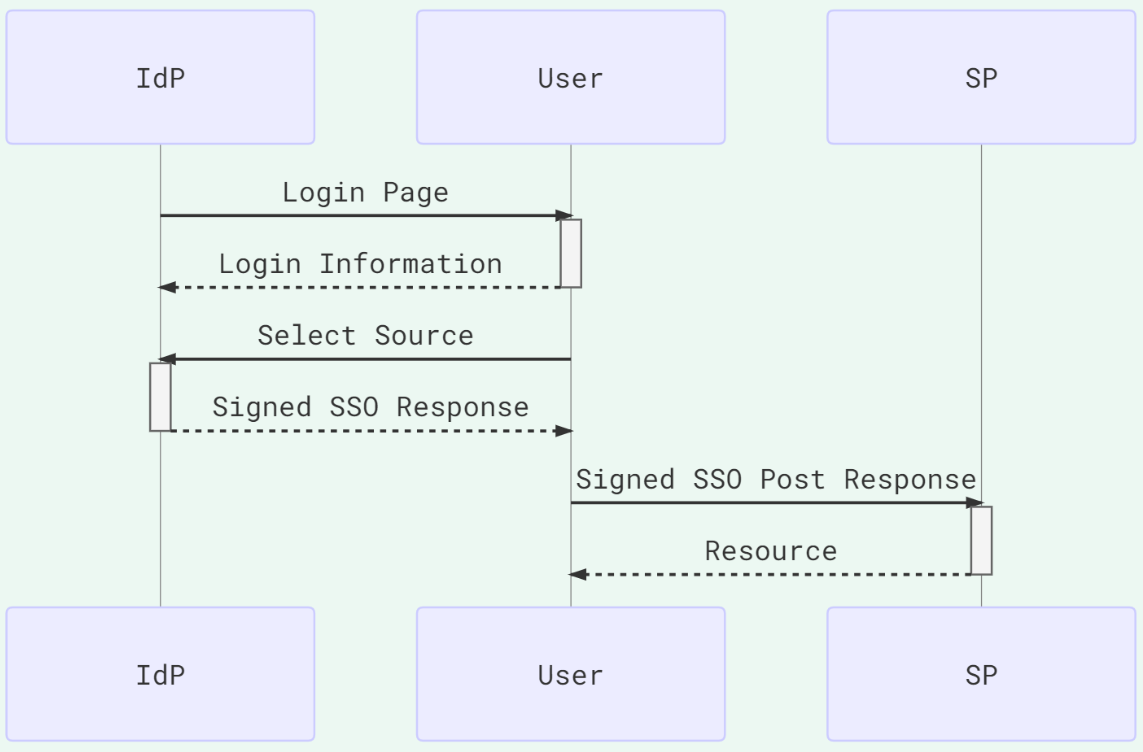 IdP
User
SP
Login Page
Login Information
Select Source
Signed SSO Response
Signed SSO Post Response
Resource
IdP
User
SP